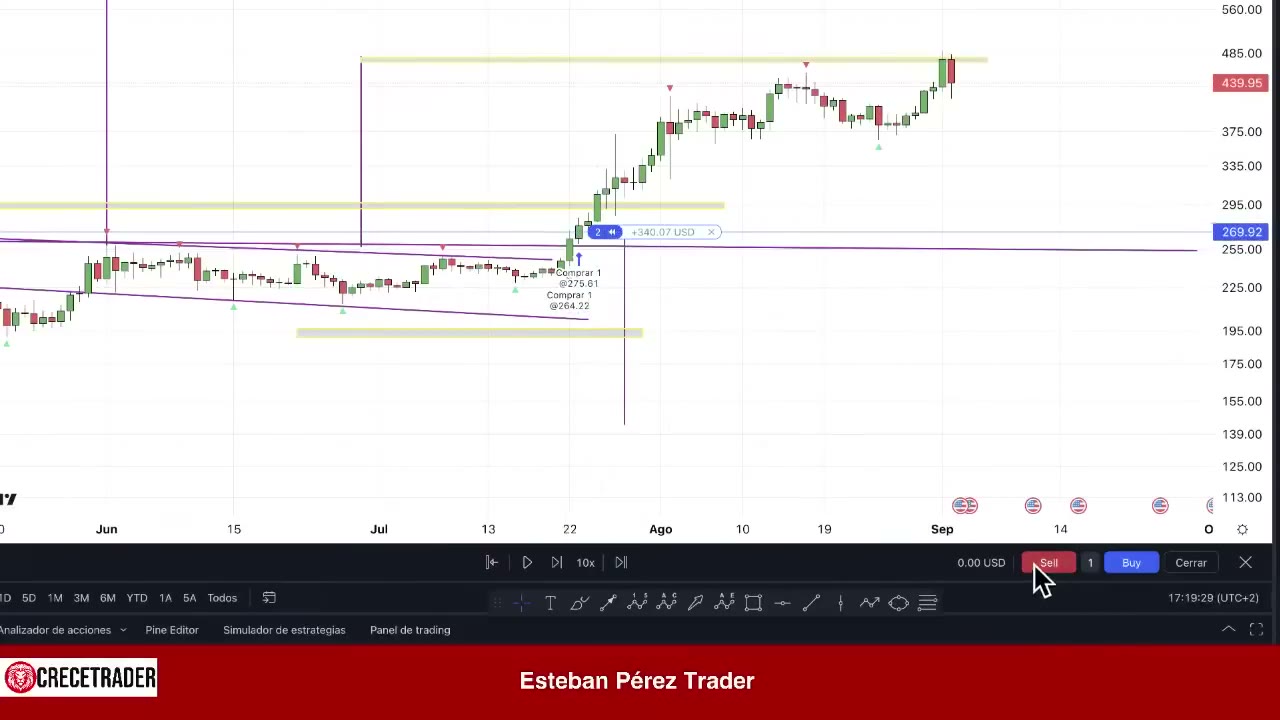 560.00
485.00
439.95
375.00
335.00
295.00
2 +340.07 USD
269.92
255.00
Comprar 1
@275.61
Comprar 1
@264.22
225.00
195.00
175.00
155.00
139.00
125.00
113.00
Jun 15 Jul 13 22 Ago 10 19 Sep 14 O
10x 0.00 USD Sell 1 Buy Cerrar
1D 5D 1M 3M 6M YTD 1A 5A Todos 17:19:29 (UTC+2)
Analizador de acciones Pine Editor Simulador de estrategias Panel de trading
CRECETRADER
Esteban Pérez Trader